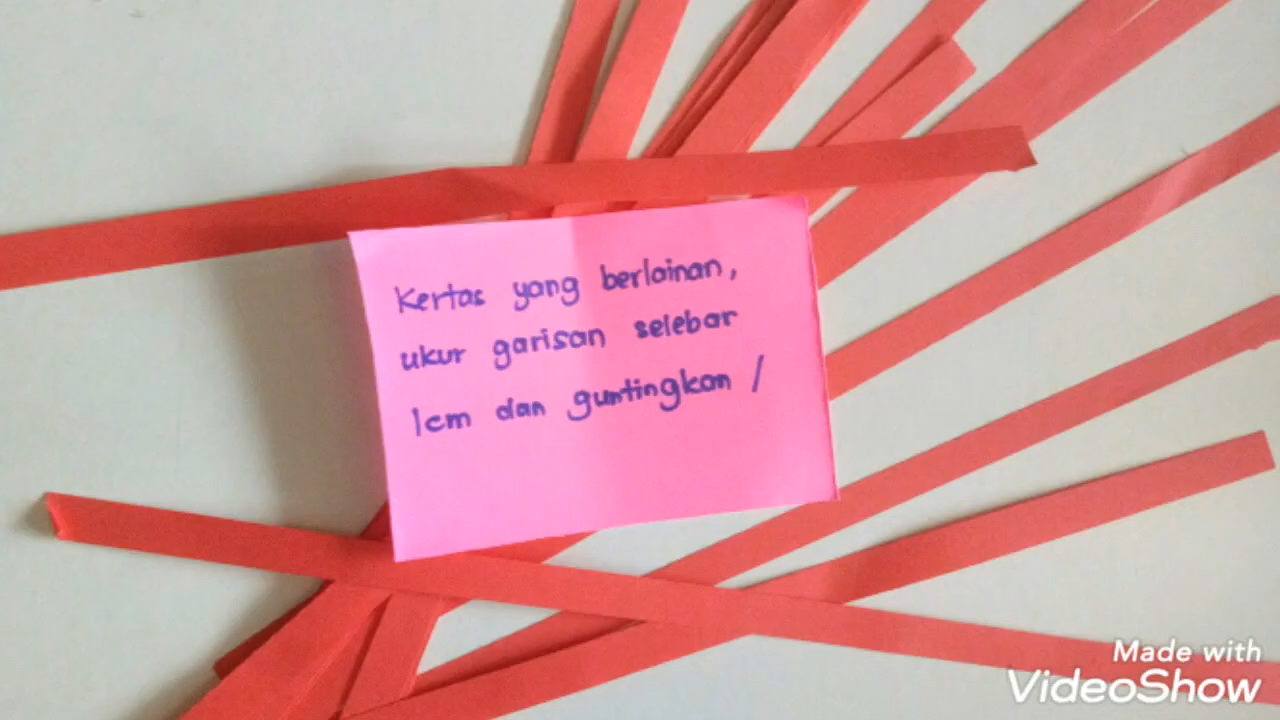 Kertas yang berlainan,
ukur garisan selebar
1cm dan guntingkan /
Made with
VideoShow